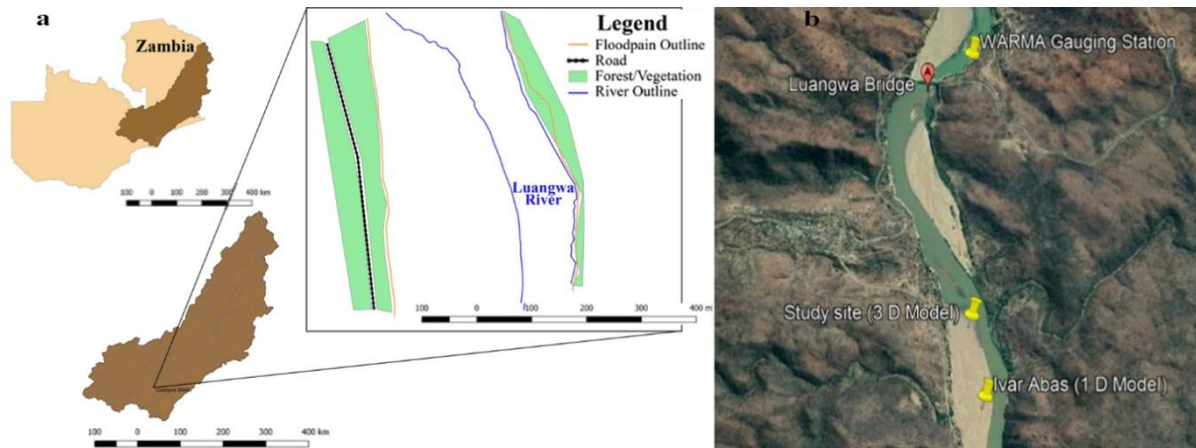 a
Zambia
100 0 100 200 300 400 km
Legend
Floodpain Outline
Road
Forest/Vegetation
River Outline
Luangwa
River
100 0 100 200 300 400 m
Luangwa Bridge
100 0 100 200 300 400 km
b
WARMA Gauging Station
A
Luangwa Bridge
Study site (3 D Model)
Ivar Abas (1 D Model)